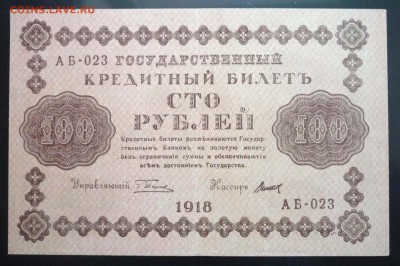 COINS.CAVE.RU
АБ-023 ГОСУДАРСТВЕННЫЙ
КРЕДИТНЫЙ БИЛЕТЪ
СТО
РУБЛЕЙ
100 100
Кредитные билеты размѣниваются Государ-
ственнымъ Банкомъ на золотую монету
безъ ограниченія суммы и обезпечиваются
всѣмъ достояніемъ Государства.
Управляющій Кассиръ
1918 АБ-023